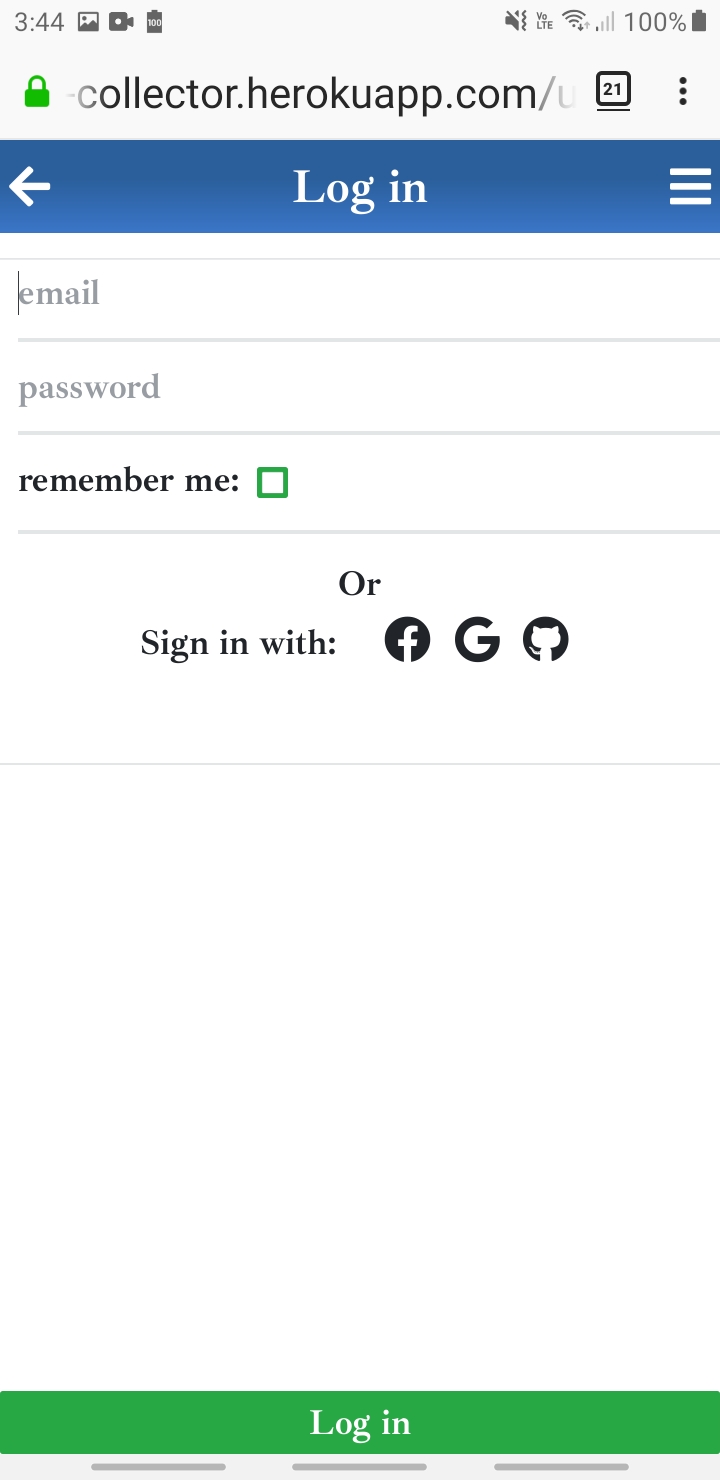 3:44 100 Vo LTE 100%
-collector.herokuapp.com/u 21
Log in
email
password
remember me:
Or
Sign in with:
Log in